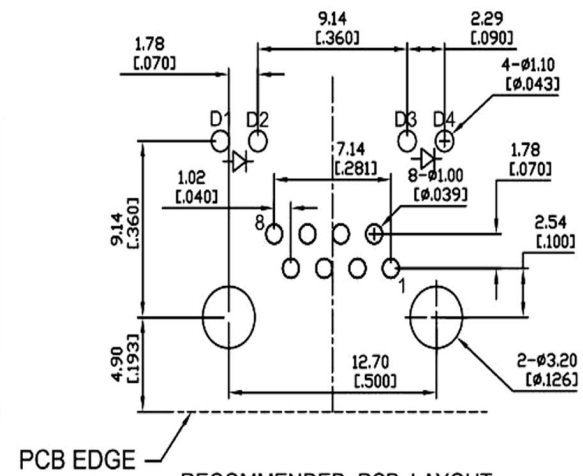 9.14
[.360]
2.29
[.090]
1.78
[.070]
4-ø1.10
[ø.043]
D1
D2
D3
D4
7.14
[.281]
1.78
[.070]
8-ø1.00
[ø.039]
1.02
[.040]
8
9.14
[.360]
2.54
[.100]
1
4.90
[.193]
12.70
[.500]
2-ø3.20
[ø.126]
PCB EDGE
RECOMMENDED PCB LAYOUT